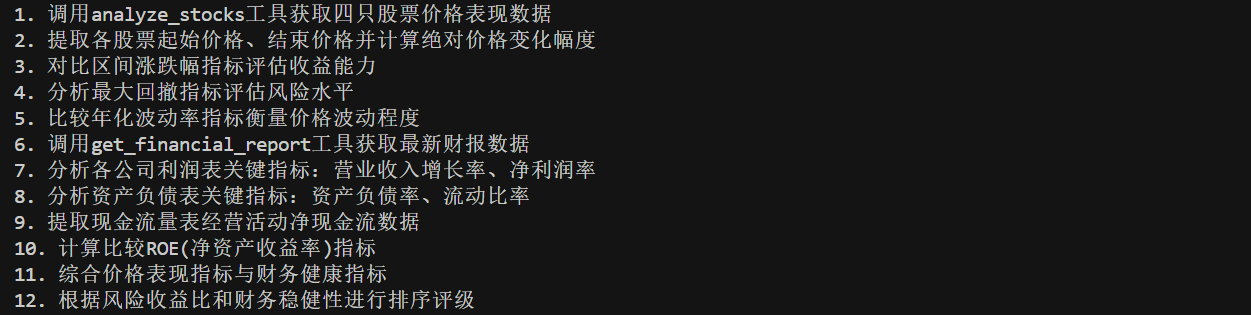 1. 调用analyze_stocks工具获取四只股票价格表现数据
2. 提取各股票起始价格、结束价格并计算绝对价格变化幅度
3. 对比区间涨跌幅指标评估收益能力
4. 分析最大回撤指标评估风险水平
5. 比较年化波动率指标衡量价格波动程度
6. 调用get_financial_report工具获取最新财报数据
7. 分析各公司利润表关键指标：营业收入增长率、净利润率
8. 分析资产负债表关键指标：资产负债率、流动比率
9. 提取现金流量表经营活动净现金流数据
10. 计算比较ROE(净资产收益率)指标
11. 综合价格表现指标与财务健康指标
12. 根据风险收益比和财务稳健性进行排序评级